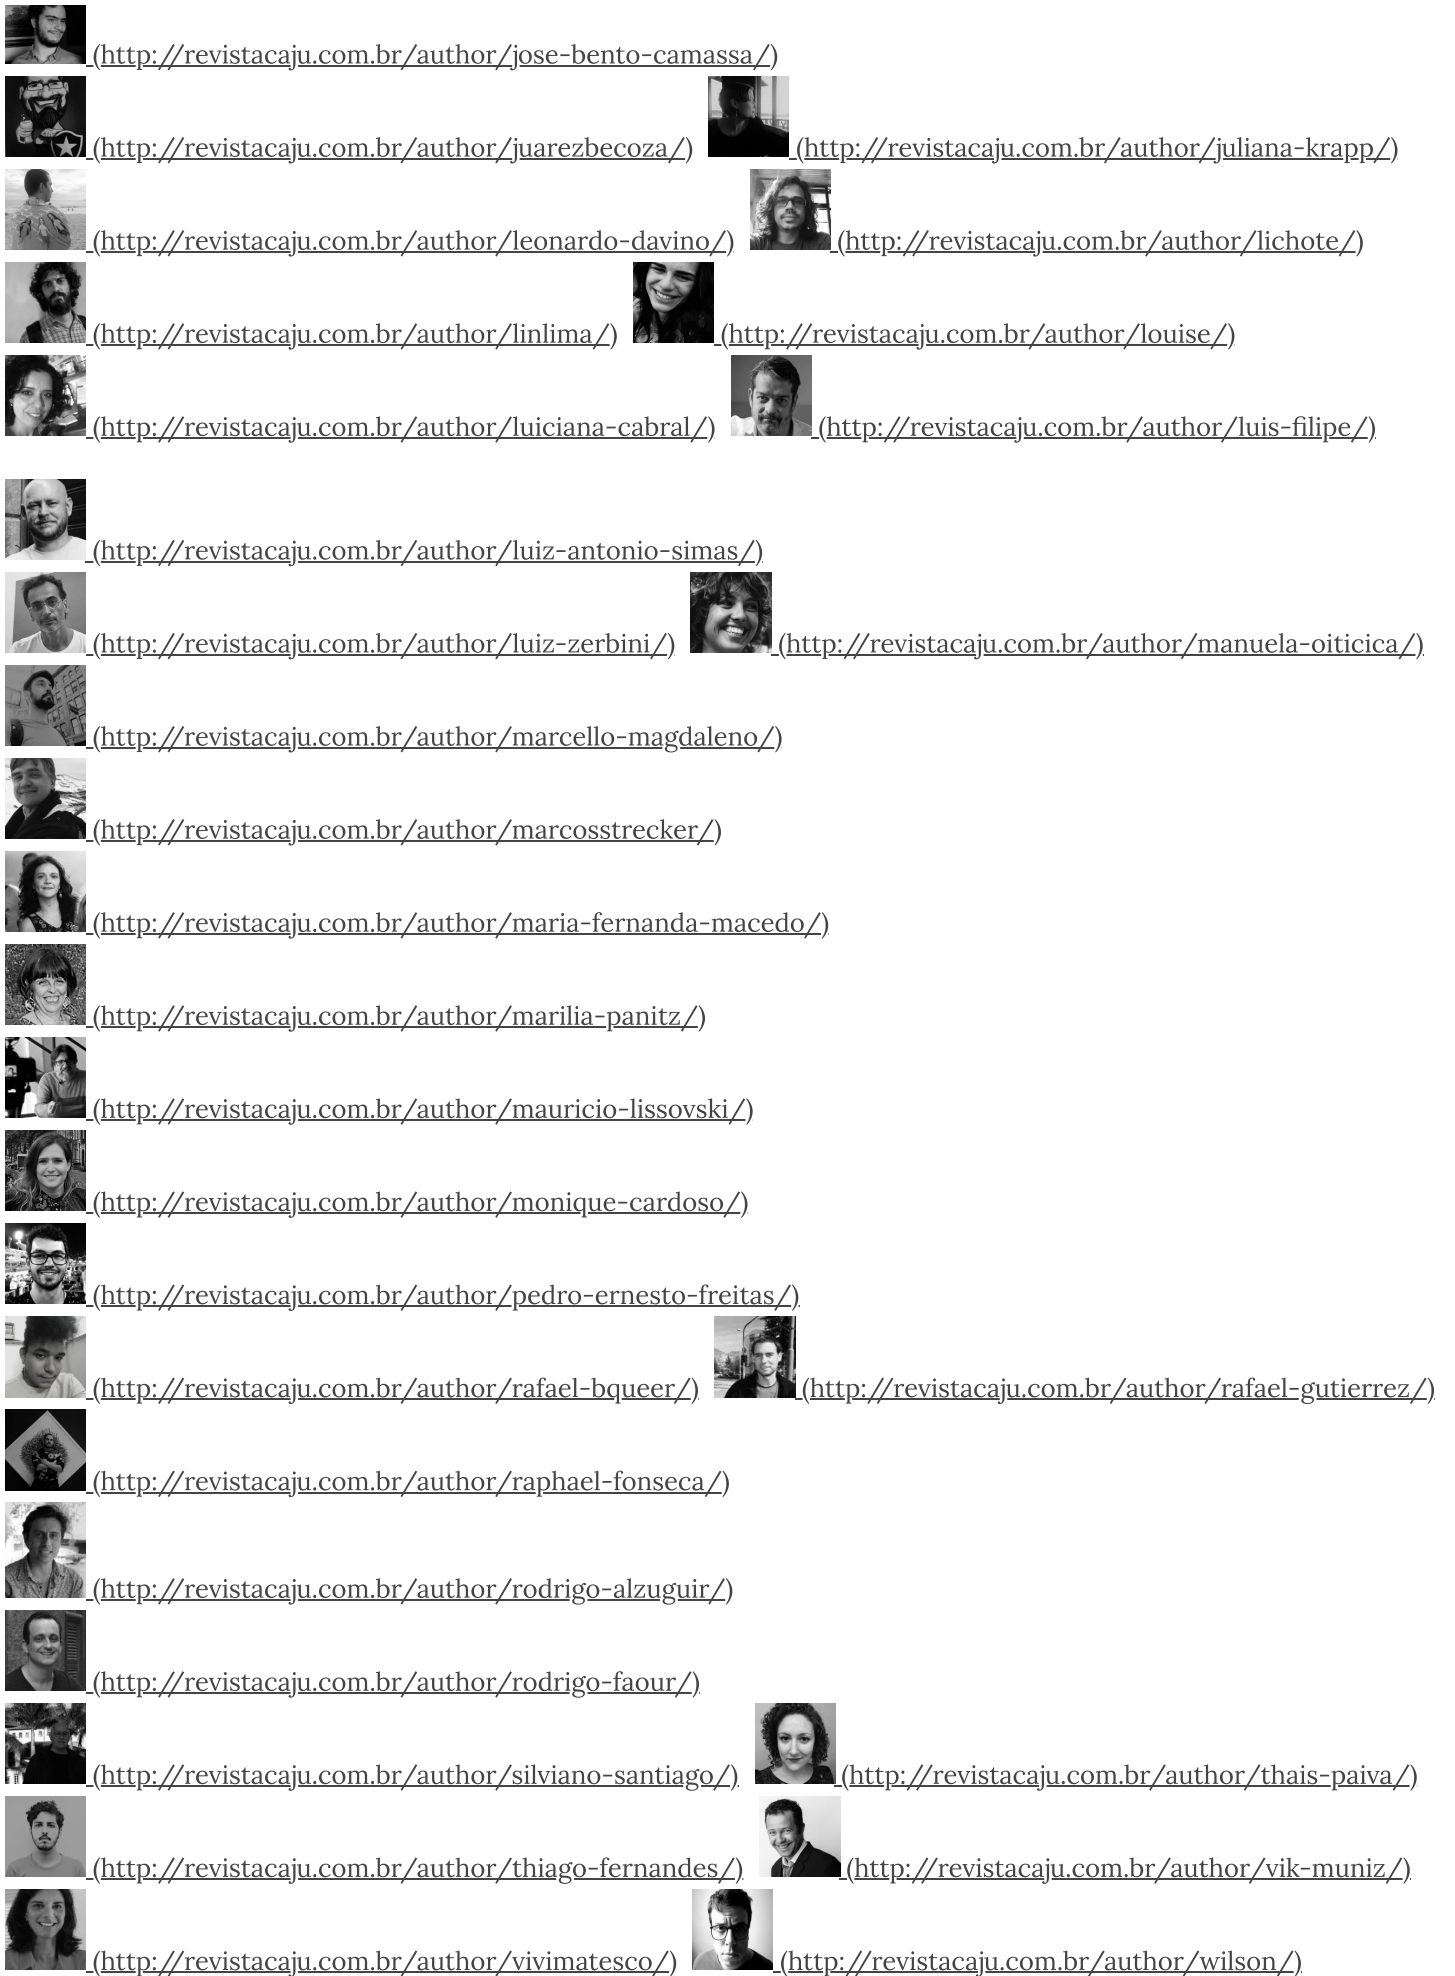 (http://revistacaju.com.br/author/jose-bento-camassa/)
(http://revistacaju.com.br/author/juarezbecoza/) (http://revistacaju.com.br/author/juliana-krapp/)
(http://revistacaju.com.br/author/leonardo-davino/) (http://revistacaju.com.br/author/lichote/)
(http://revistacaju.com.br/author/linlima/) (http://revistacaju.com.br/author/louise/)
(http://revistacaju.com.br/author/luiciana-cabral/) (http://revistacaju.com.br/author/luis-filipe/)
(http://revistacaju.com.br/author/luiz-antonio-simas/)
(http://revistacaju.com.br/author/luiz-zerbini/) (http://revistacaju.com.br/author/manuela-oiticica/)
(http://revistacaju.com.br/author/marcello-magdaleno/)
(http://revistacaju.com.br/author/marcosstrecker/)
(http://revistacaju.com.br/author/maria-fernanda-macedo/)
(http://revistacaju.com.br/author/marilia-panitz/)
(http://revistacaju.com.br/author/mauricio-lissovski/)
(http://revistacaju.com.br/author/monique-cardoso/)
(http://revistacaju.com.br/author/pedro-ernesto-freitas/)
(http://revistacaju.com.br/author/rafael-bqueer/) (http://revistacaju.com.br/author/rafael-gutierrez/)
(http://revistacaju.com.br/author/raphael-fonseca/)
(http://revistacaju.com.br/author/rodrigo-alzuguir/)
(http://revistacaju.com.br/author/rodrigo-faour/)
(http://revistacaju.com.br/author/silviano-santiago/) (http://revistacaju.com.br/author/thais-paiva/)
(http://revistacaju.com.br/author/thiago-fernandes/) (http://revistacaju.com.br/author/vik-muniz/)
(http://revistacaju.com.br/author/vivimatesco/) (http://revistacaju.com.br/author/wilson/)